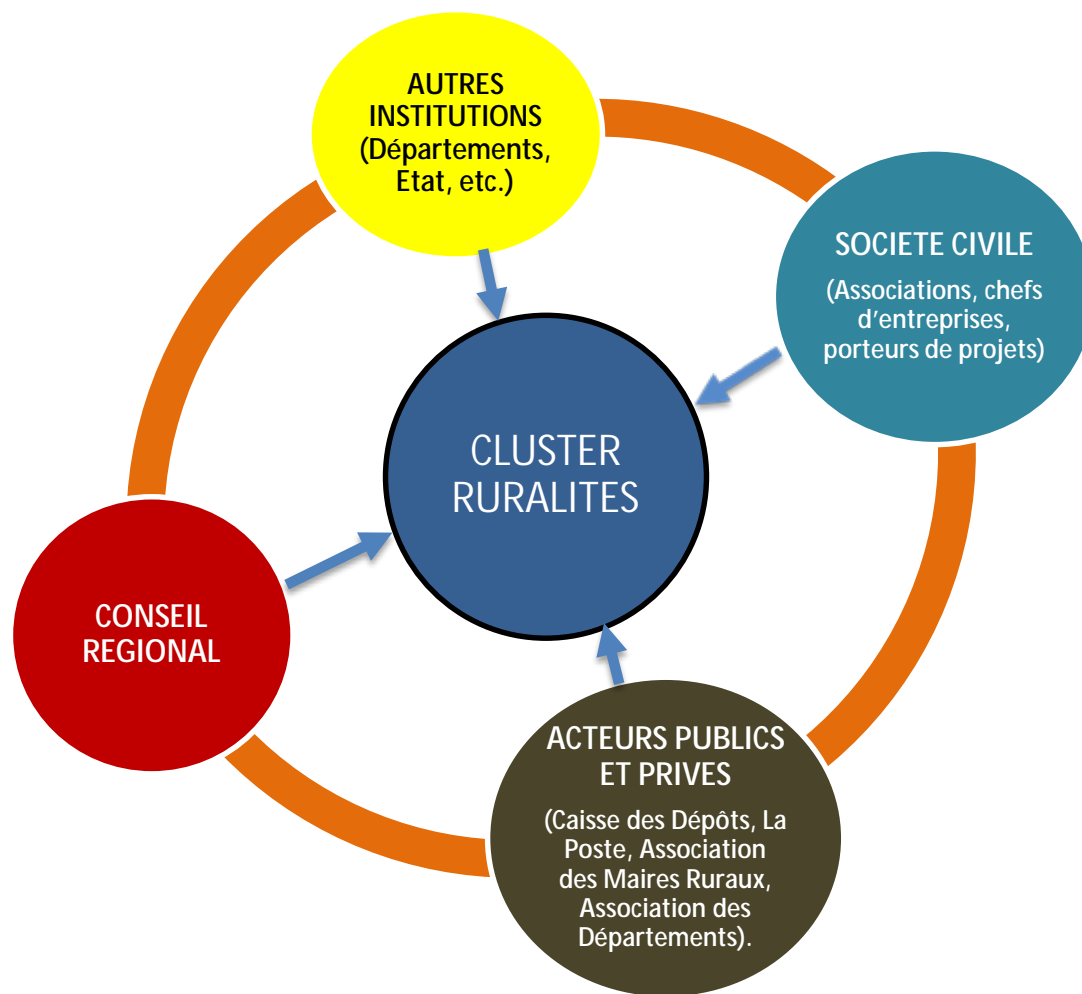 AUTRES
INSTITUTIONS
(Départements,
Etat, etc.)
SOCIETE CIVILE
(Associations, chefs
d'entreprises,
porteurs de projets)
CLUSTER
RURALITES
CONSEIL
REGIONAL
ACTEURS PUBLICS
ET PRIVES
(Caisse des Dépôts, La
Poste, Association
des Maires Ruraux,
Association des
Départements).